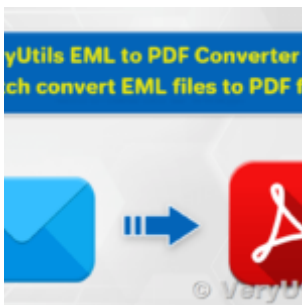 yUtils EML to PDF Converter
ch convert EML files to PDF f
© VeryU